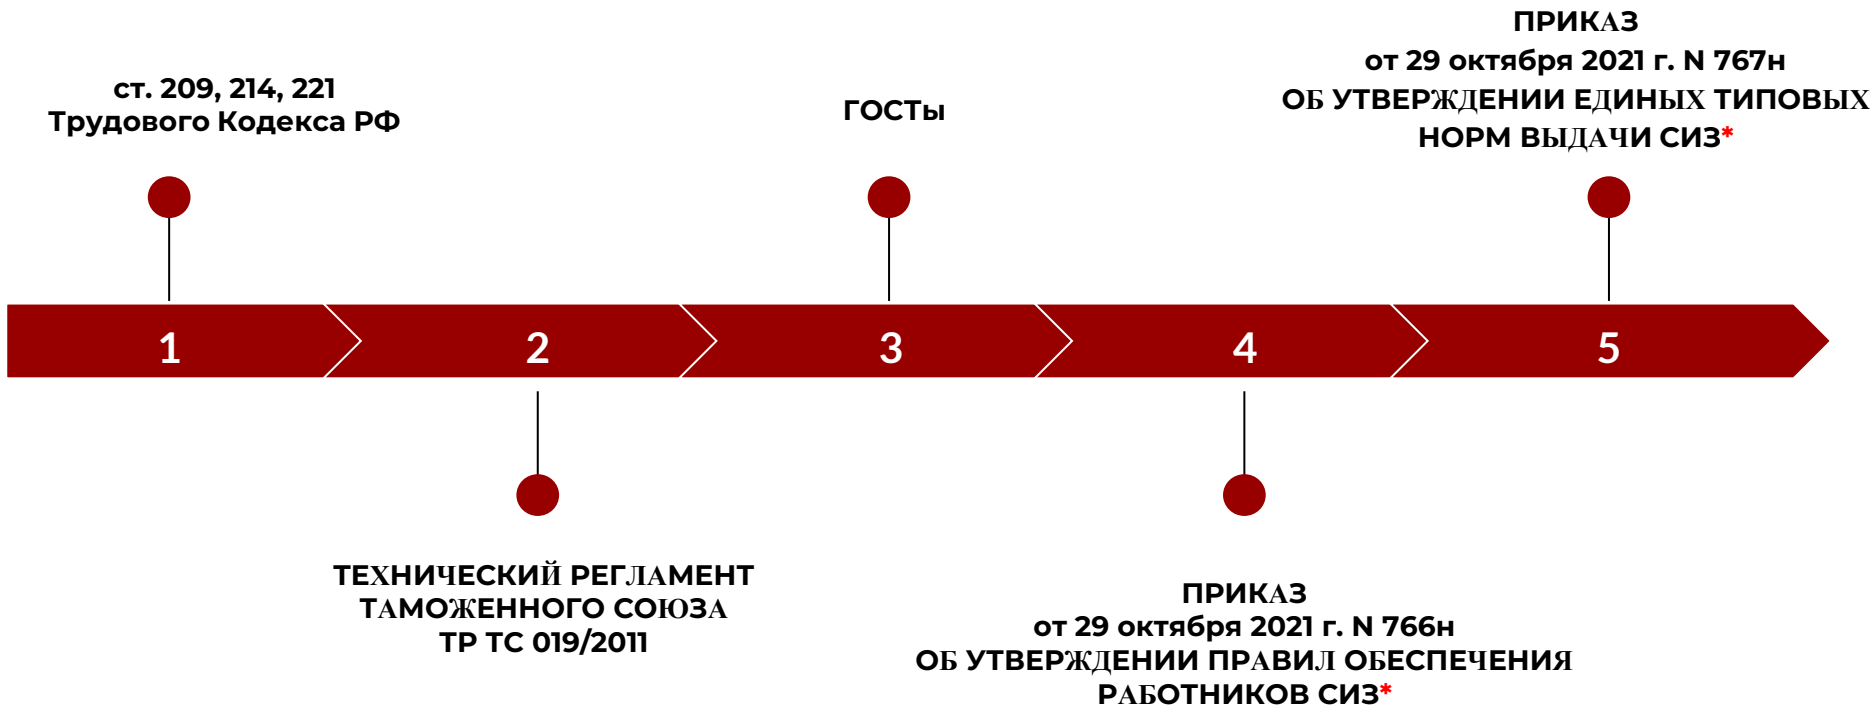 ст. 209, 214, 221
Трудового Кодекса РФ
1
ТЕХНИЧЕСКИЙ РЕГЛАМЕНТ
ТАМОЖЕННОГО СОЮЗА
ТР ТС 019/2011
2
ГОСТы
3
ПРИКАЗ
от 29 октября 2021 г. N 766н
ОБ УТВЕРЖДЕНИИ ПРАВИЛ ОБЕСПЕЧЕНИЯ
РАБОТНИКОВ СИЗ*
4
ПРИКАЗ
от 29 октября 2021 г. N 767н
ОБ УТВЕРЖДЕНИИ ЕДИНЫХ ТИПОВЫХ
НОРМ ВЫДАЧИ СИЗ*
5